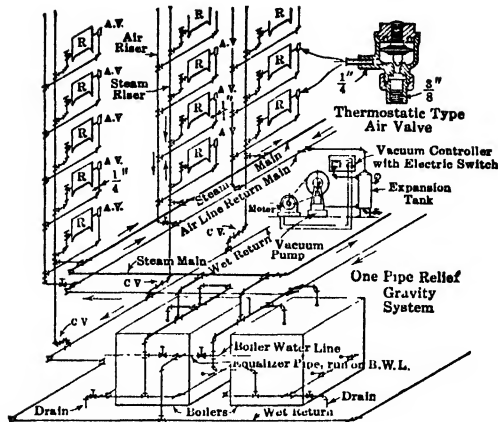 A.V.
R
Air
Riser
R
R
A.V
R
Steam
Riser
R
A.
R
1/4"
3/8"
Thermostatic Type
Air Valve
A.V.
R
R
1"
R
A.V.
R
1/4"
R
A.V.
R
Steam Main
Air Line Return Main
Vacuum Controller
with Electric Switch
Motor
Expansion
Tank
C V.
Vacuum
Pump
Wet Return
Steam Main
C V
One Pipe Relief
Gravity
System
C V
Boiler Water Line
Equalizer Pipe, run on B.W.L.
Drain
Boilers
Wet Return
Drain